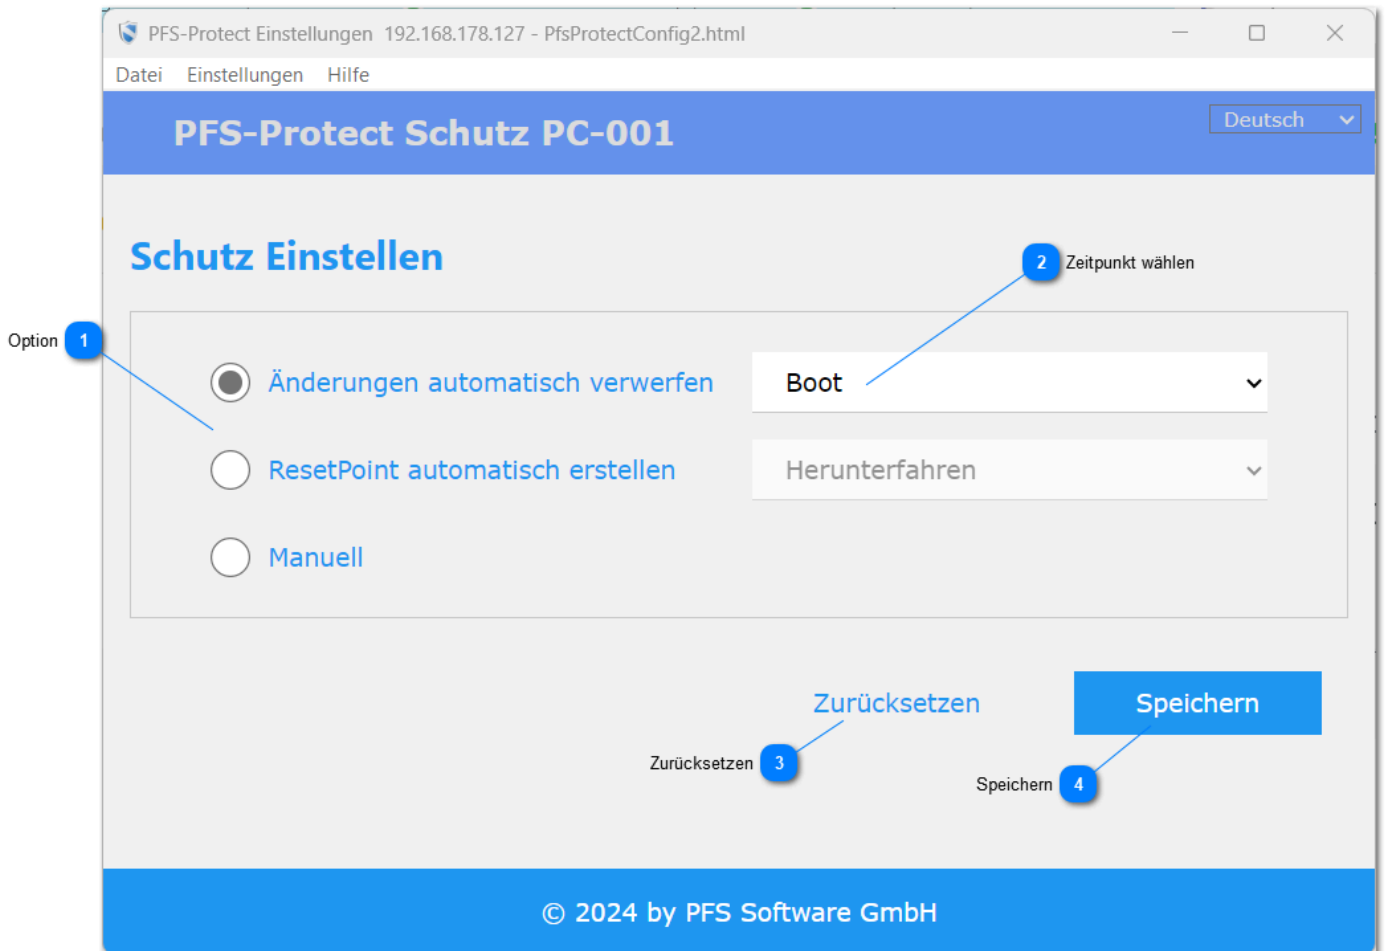 PFS-Protect Einstellungen 192.168.178.127 - PfsProtectConfig2.html
Datei Einstellungen Hilfe
PFS-Protect Schutz PC-001
Deutsch
Schutz Einstellen
2 Zeitpunkt wählen
Option 1
Änderungen automatisch verwerfen Boot
ResetPoint automatisch erstellen Herunterfahren
Manuell
Zurücksetzen Speichern
Zurücksetzen 3
Speichern 4
© 2024 by PFS Software GmbH